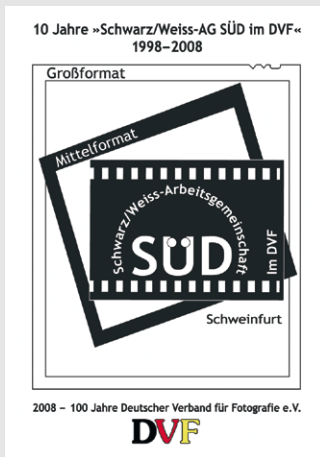 10 Jahre »Schwarz/Weiss-AG SÜD im DVF«
1998–2008
Großformat
Mittelformat
Schwarz/Weiss-Arbeitsgemeinschaft
SÜD
Im DVF
Schweinfurt
2008 – 100 Jahre Deutscher Verband für Fotografie e.V.
DVF